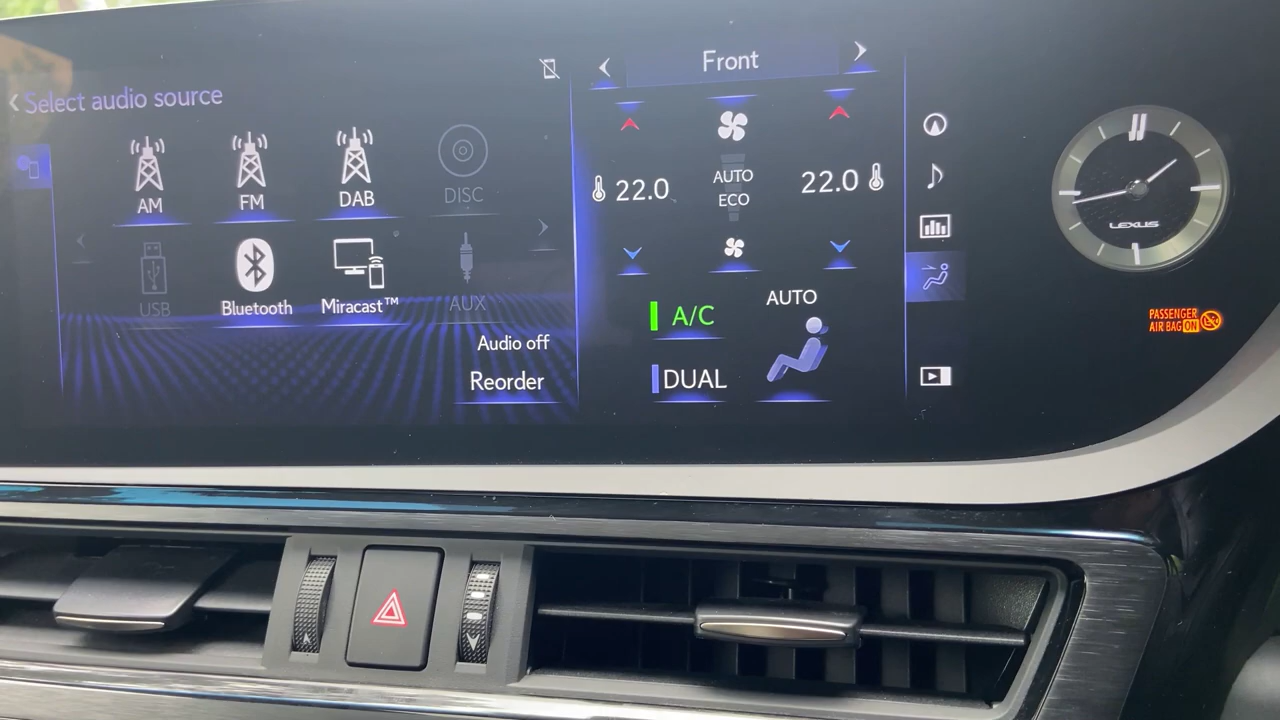 Select audio source
AM
FM
DAB
DISC
USB
Bluetooth
Miracast™
AUX
Audio off
Reorder
Front
22.0
AUTO
ECO
22.0
A/C
AUTO
DUAL
LEXUS
PASSENGER
AIR BAG ON